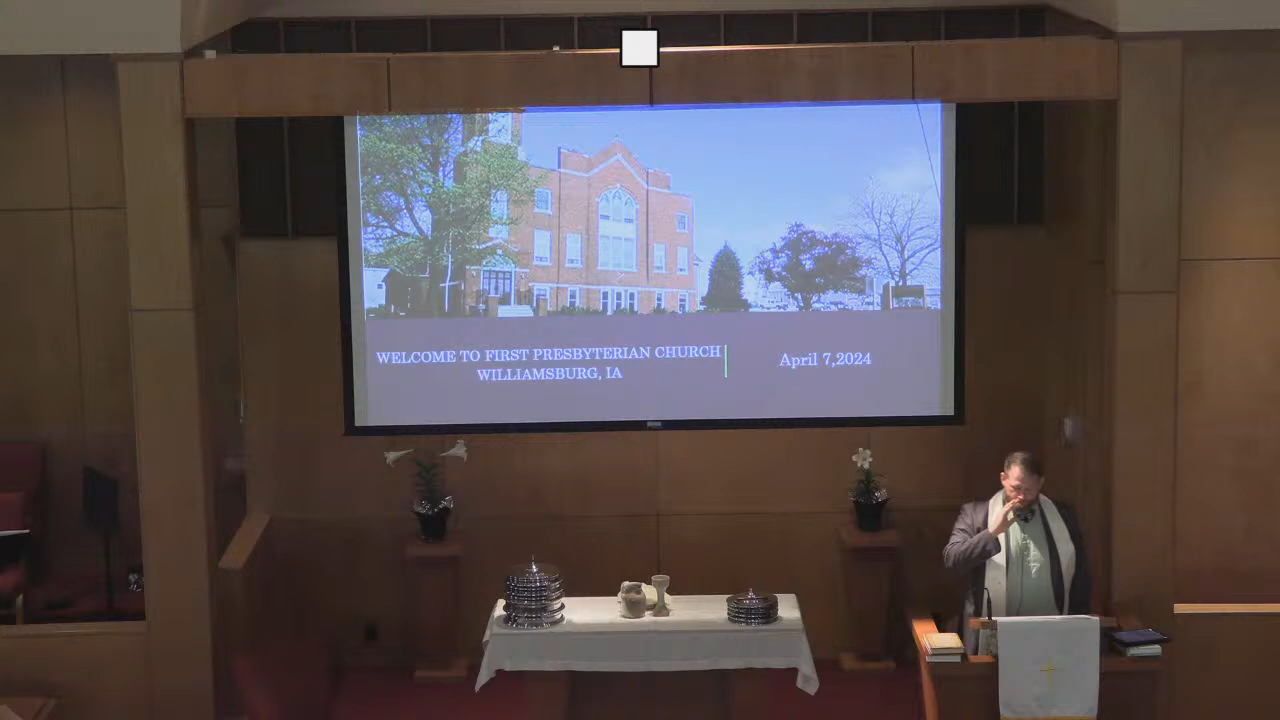 WELCOME TO FIRST PRESBYTERIAN CHURCH
WILLIAMSBURG, IA
April 7,2024